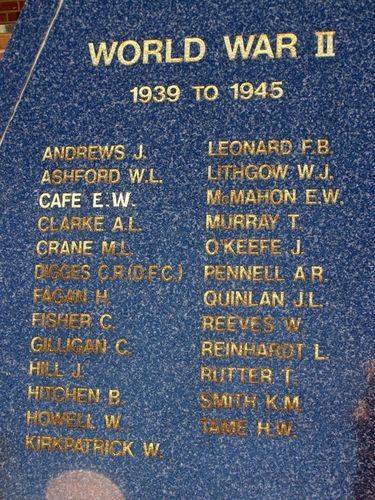 WORLD WAR II
1939 TO 1945
ANDREWS J.
ASHFORD W.L.
CAFE E.W.
CLARKE A.L.
CRANE M.L.
DIGGES C.R.(D.F.C.)
FAGAN H.
FISHER C.
GILLIGAN C.
HILL J.
HITCHEN B.
HOWELL W.
KIRKPATRICK W.
LEONARD F.B.
LITHGOW W.J.
McMAHON E.W.
MURRAY T.
O'KEEFE J.
PENNELL A.R.
QUINLAN J.L.
REEVES W.
REINHARDT L.
RUTTER T.
SMITH K.M.
TAME H.W.